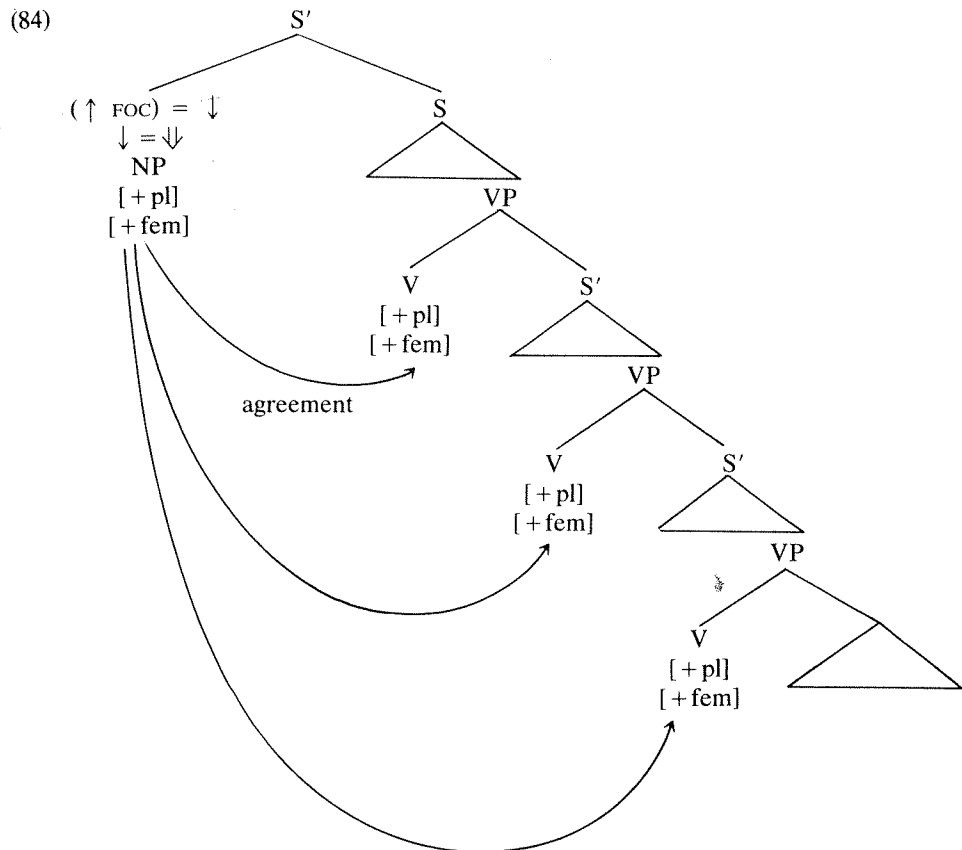 (84)
S′
(↑ FOC) = ↓
↓ = ⇓
NP
[+pl]
[+fem]
S
VP
V
[+pl]
[+fem]
S′
agreement
VP
V
[+pl]
[+fem]
S′
VP
V
[+pl]
[+fem]